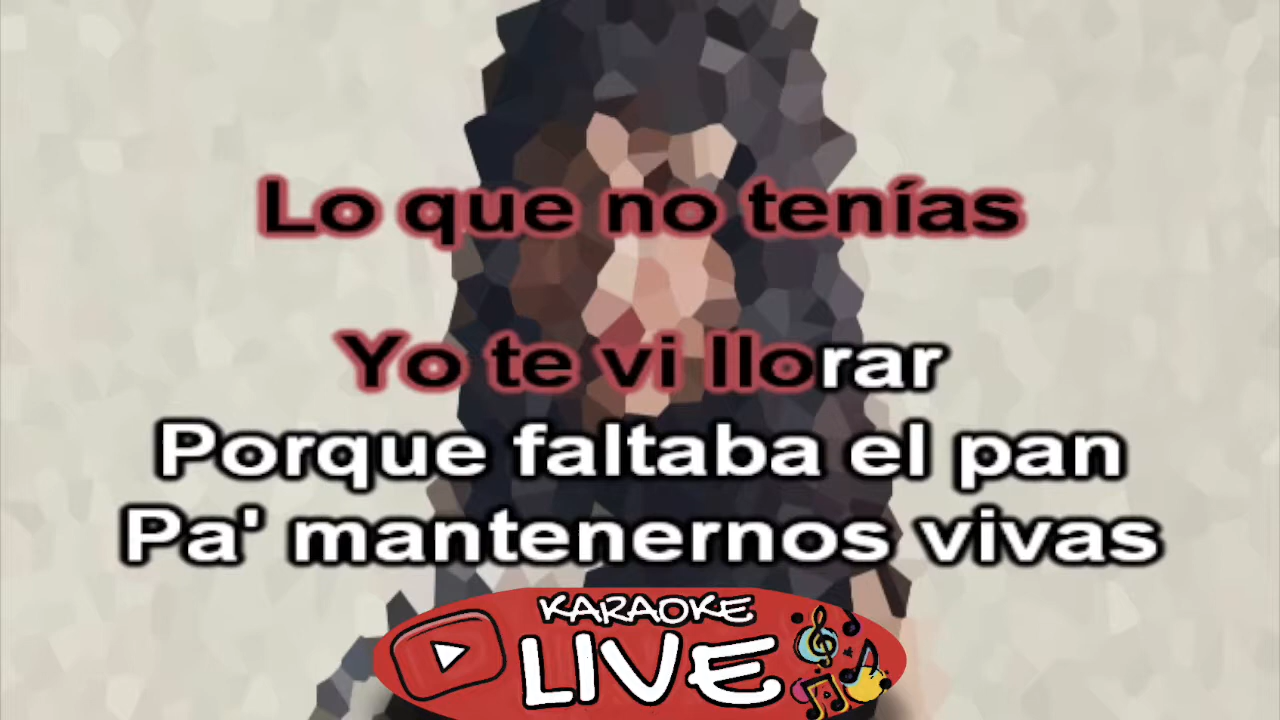 Lo que no tenías
Yo te vi llorar
Porque faltaba el pan
Pa' mantenernos vivas
KARAOKE
LIVE